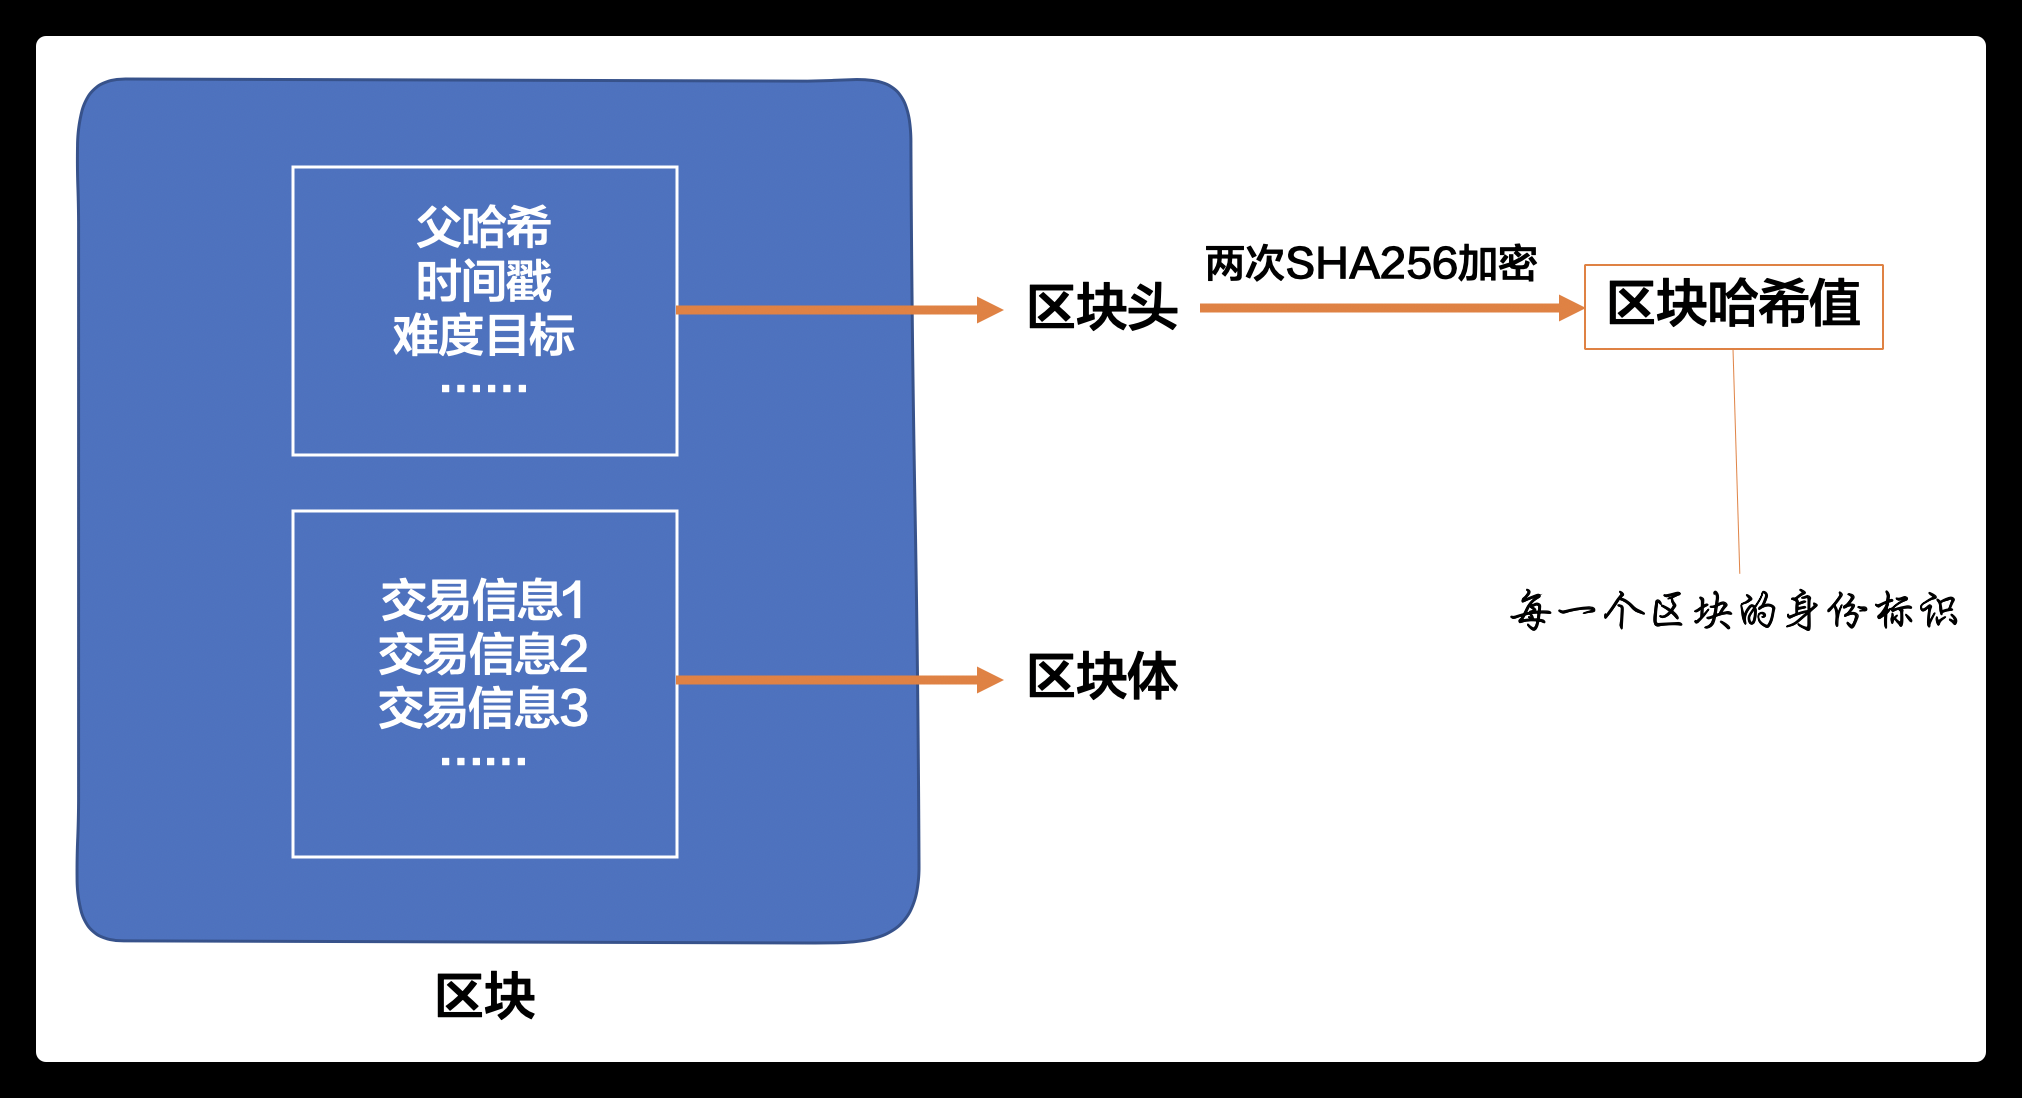 父哈希
时间戳
难度目标
······
区块头
两次SHA256加密
区块哈希值
每一个区块的身份标识
交易信息1
交易信息2
交易信息3
······
区块体
区块